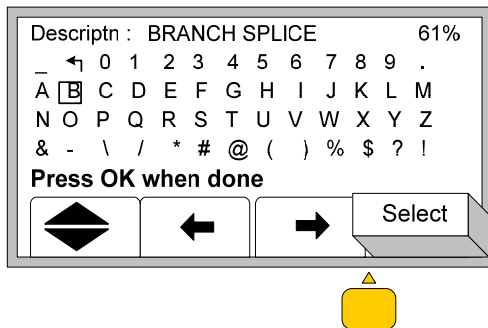 Descriptn : BRANCH SPLICE 61%
_ ↰ 0 1 2 3 4 5 6 7 8 9 .
A B C D E F G H I J K L M
N O P Q R S T U V W X Y Z
& - \ / * # @ ( ) % $ ? !
Press OK when done
Select